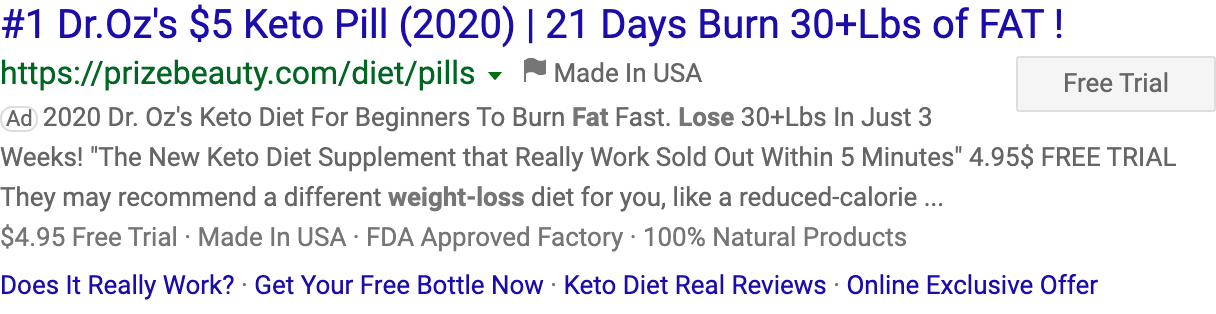 #1 Dr.Oz's $5 Keto Pill (2020) | 21 Days Burn 30+Lbs of FAT !
https://prizebeauty.com/diet/pills Made In USA
Free Trial
Ad 2020 Dr. Oz's Keto Diet For Beginners To Burn Fat Fast. Lose 30+Lbs In Just 3
Weeks! "The New Keto Diet Supplement that Really Work Sold Out Within 5 Minutes" 4.95$ FREE TRIAL
They may recommend a different weight-loss diet for you, like a reduced-calorie ...
$4.95 Free Trial · Made In USA · FDA Approved Factory · 100% Natural Products
Does It Really Work? · Get Your Free Bottle Now · Keto Diet Real Reviews · Online Exclusive Offer